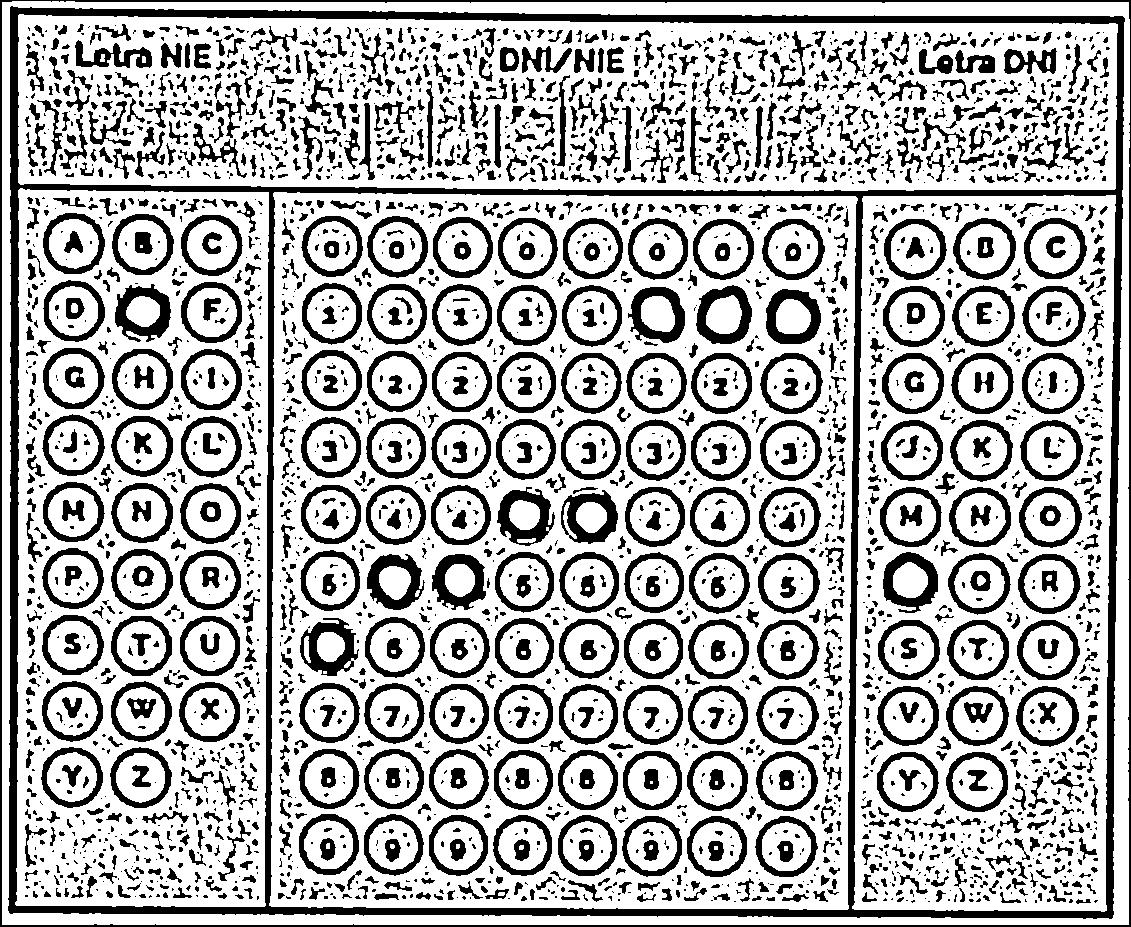 Letra NIE DNI/NIE Letra DNI
A B C 0 0 0 0 0 0 0 0 A B C
D F 1 1 1 1 1 D E F
G H I 2 2 2 2 2 2 2 2 G H I
J K L 3 3 3 3 3 3 3 3 J K L
M N O 4 4 4 4 4 4 M N O
P Q R 5 5 5 5 5 5 Q R
S T U 6 6 6 6 6 6 6 S T U
V W X 7 7 7 7 7 7 7 7 V W X
Y Z 8 8 8 8 8 8 8 8 Y Z
9 9 9 9 9 9 9 9